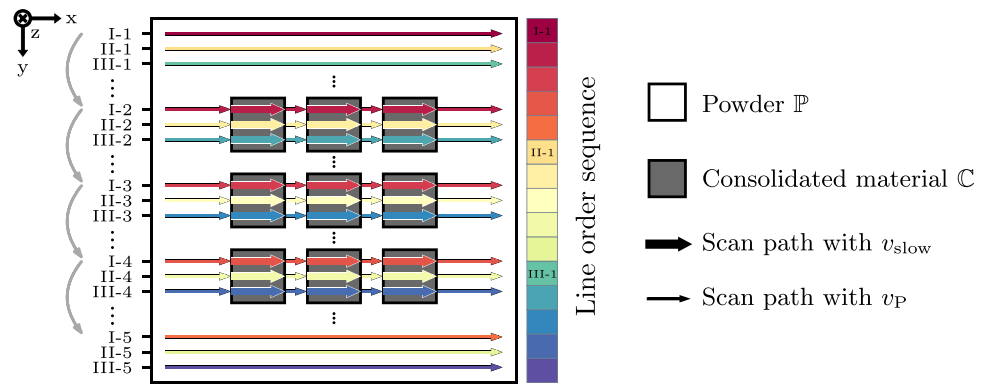 x
z
y
I-1
II-1
III-1
I-2
II-2
III-2
I-3
II-3
III-3
I-4
II-4
III-4
I-5
II-5
III-5
I-1
II-1
III-1
Line order sequence
Powder ℙ
Consolidated material ℂ
Scan path with v_slow
Scan path with v_P